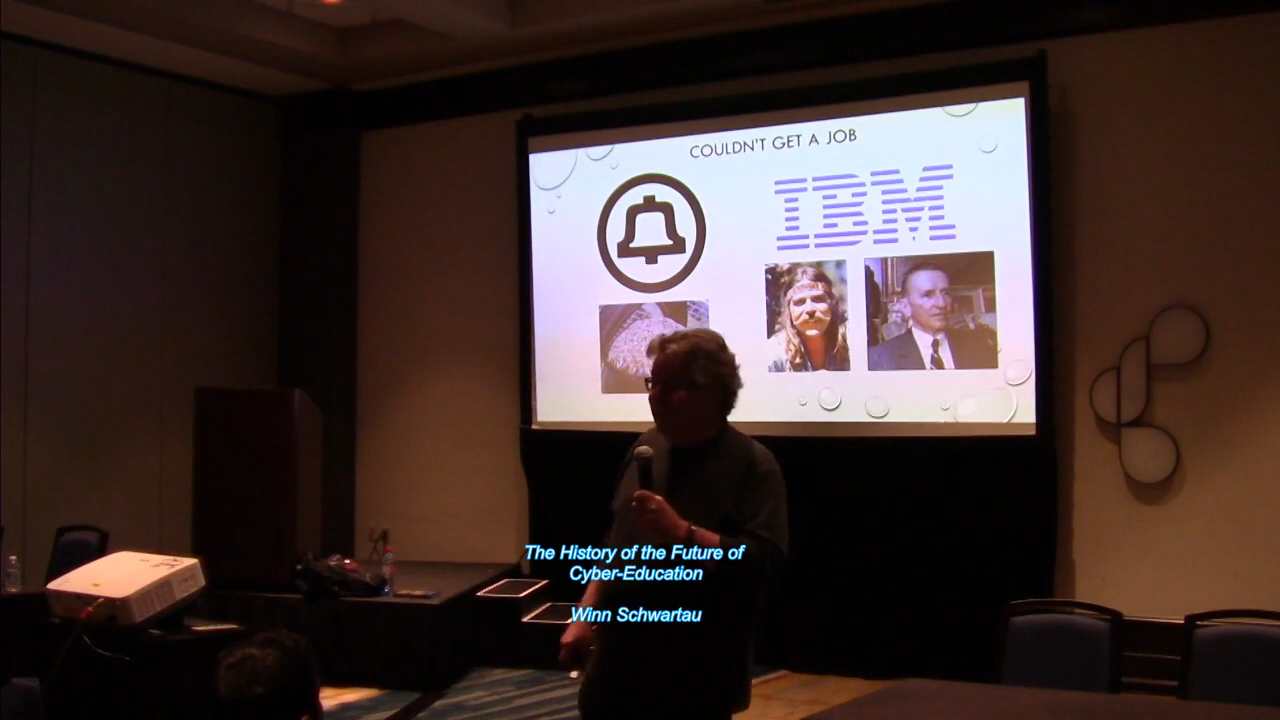 COULDN'T GET A JOB
IBM
The History of the Future of
Cyber-Education
Winn Schwartau